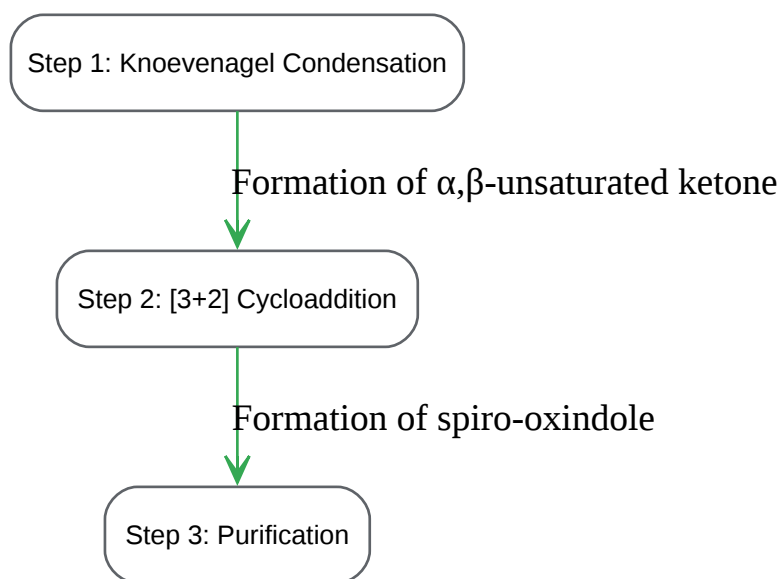 Step 1: Knoevenagel Condensation
Formation of α,β-unsaturated ketone
Step 2: [3+2] Cycloaddition
Formation of spiro-oxindole
Step 3: Purification